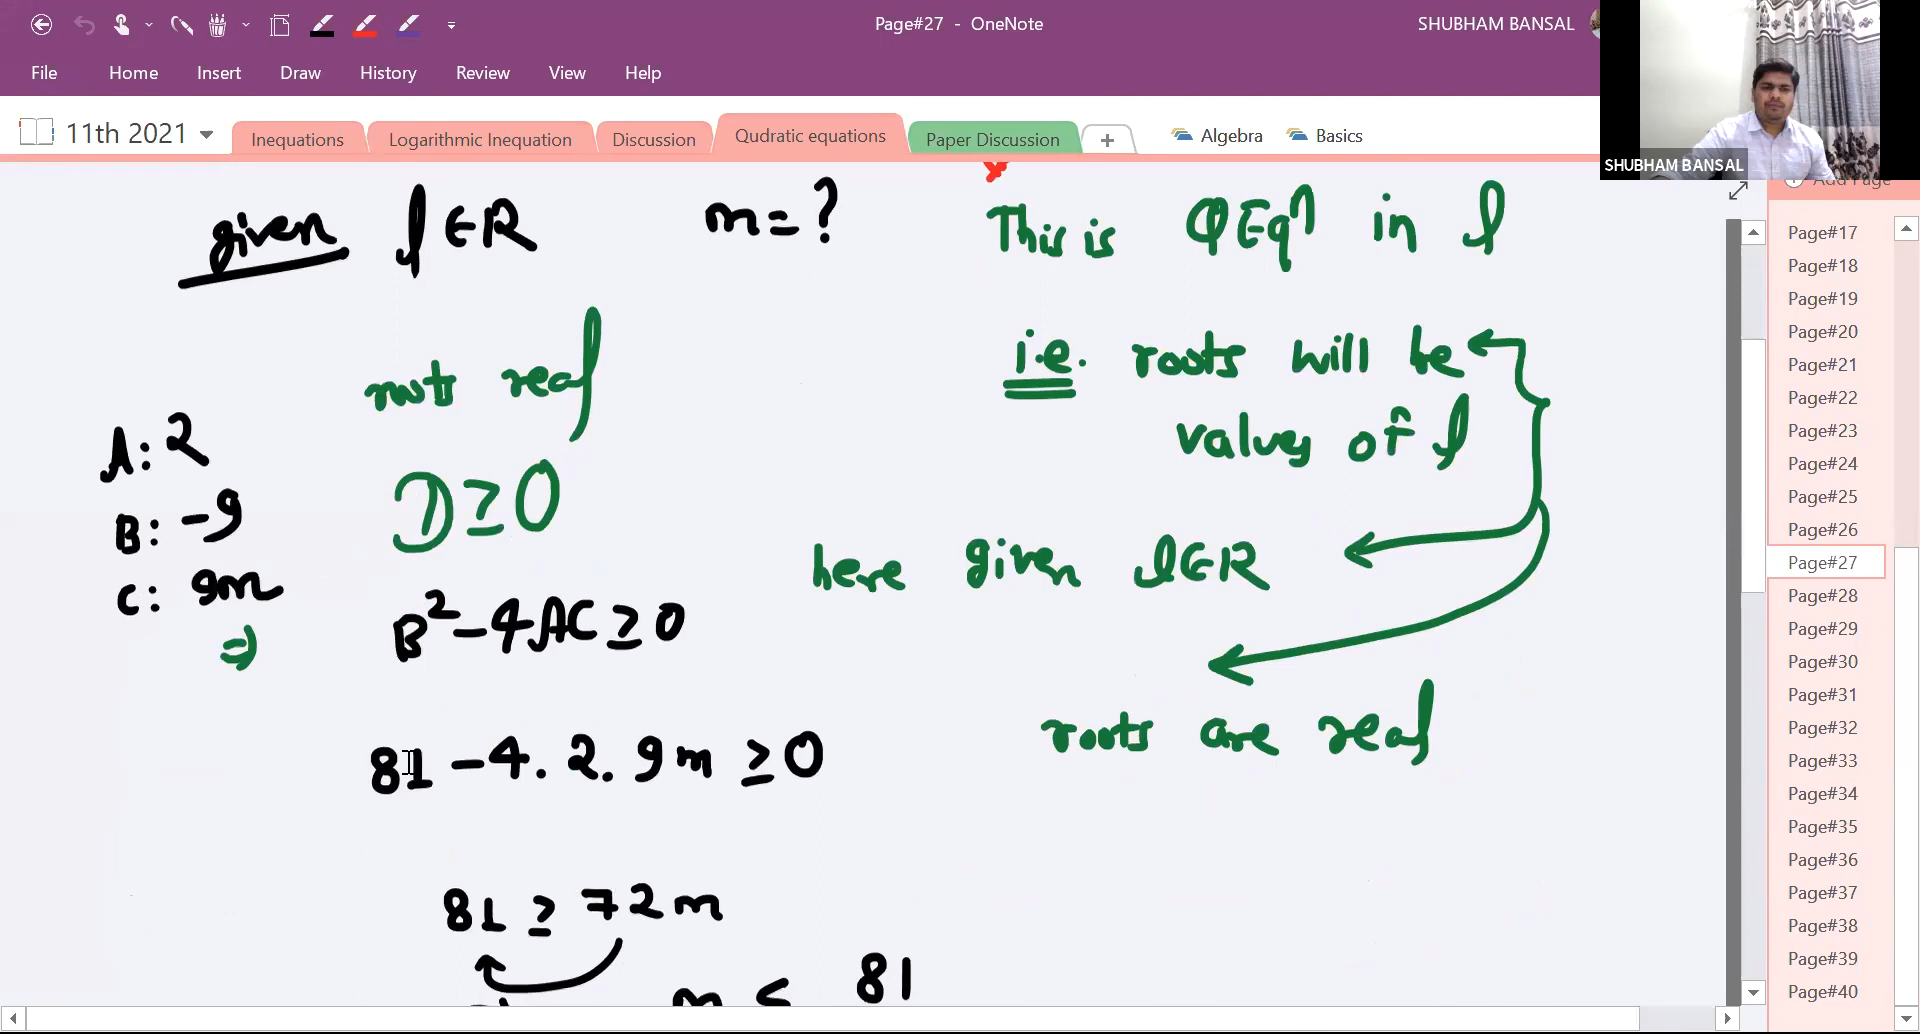 Page#27 - OneNote
SHUBHAM BANSAL
File Home Insert Draw History Review View Help
11th 2021
Inequations
Logarithmic Inequation
Discussion
Qudratic equations
Paper Discussion
+
Algebra
Basics
SHUBHAM BANSAL
Add Page
given l∈R m=?
roots real
D≥0
A: 2
B: -9
C: 9m
⇒
B²-4AC≥0
81-4.2.9m≥0
81≥72m
m≤ 81
This is QEqn in l
i.e. roots will be
values of l
here given l∈R
roots are real
Page#17
Page#18
Page#19
Page#20
Page#21
Page#22
Page#23
Page#24
Page#25
Page#26
Page#27
Page#28
Page#29
Page#30
Page#31
Page#32
Page#33
Page#34
Page#35
Page#36
Page#37
Page#38
Page#39
Page#40